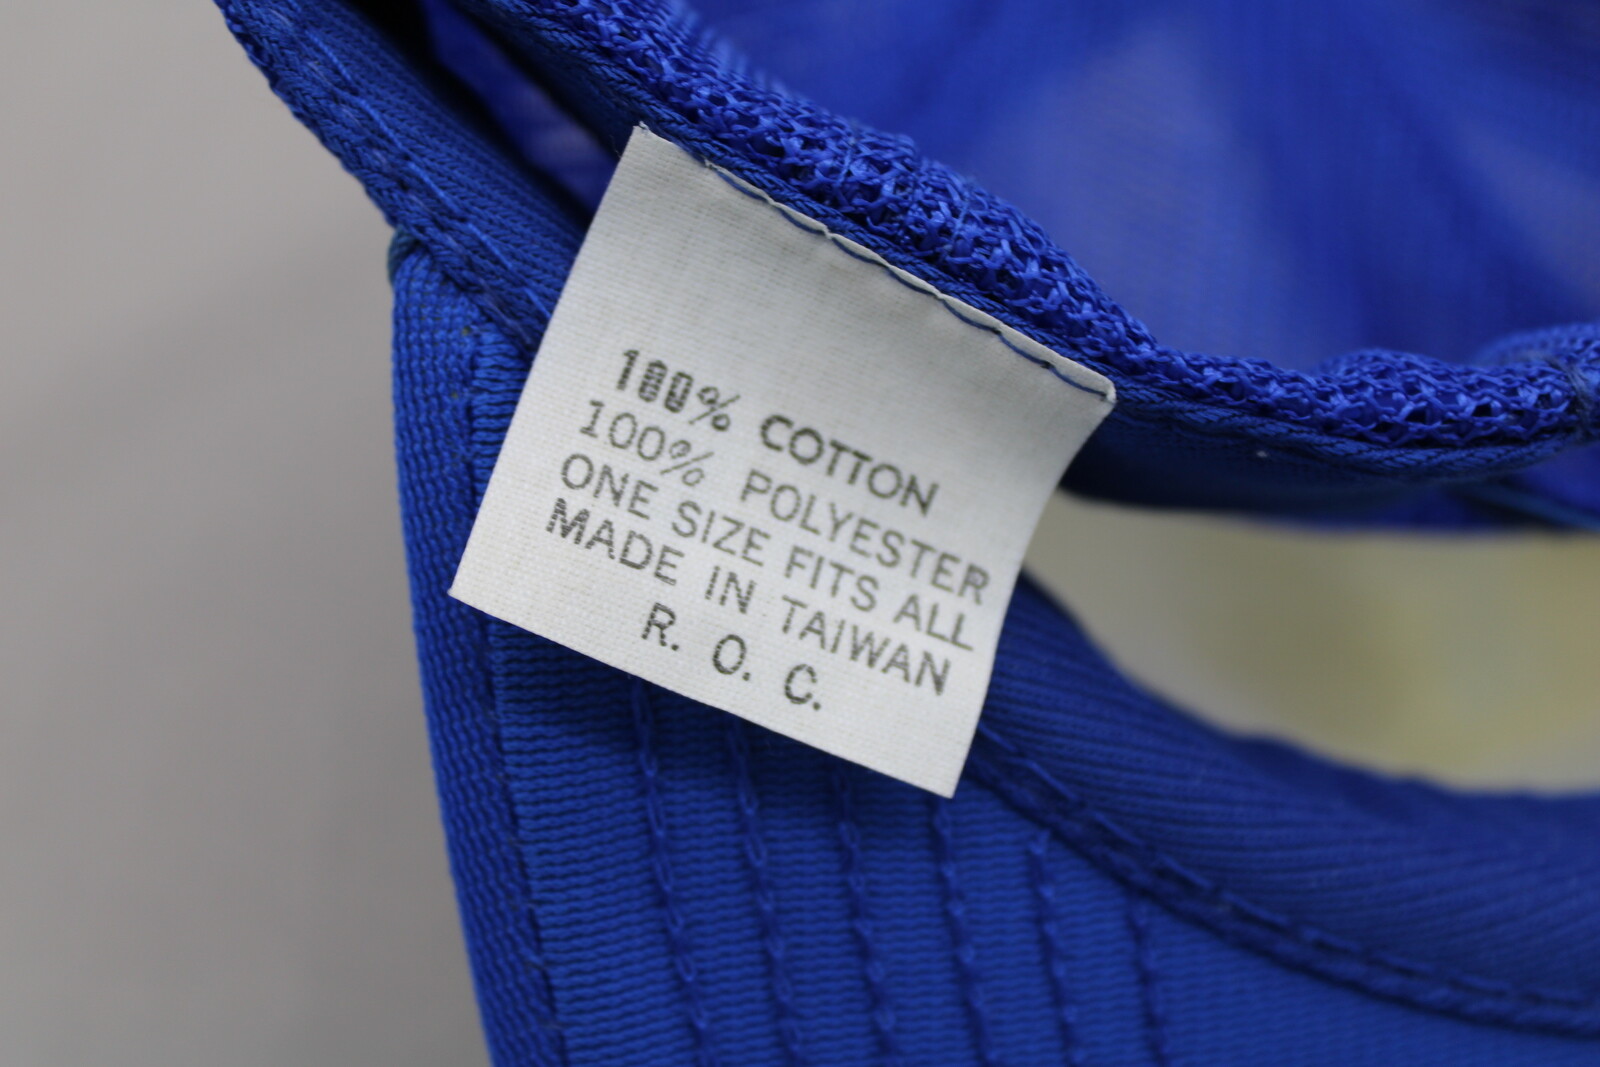 100% COTTON
100% POLYESTER
ONE SIZE FITS ALL
MADE IN TAIWAN
R. O. C.